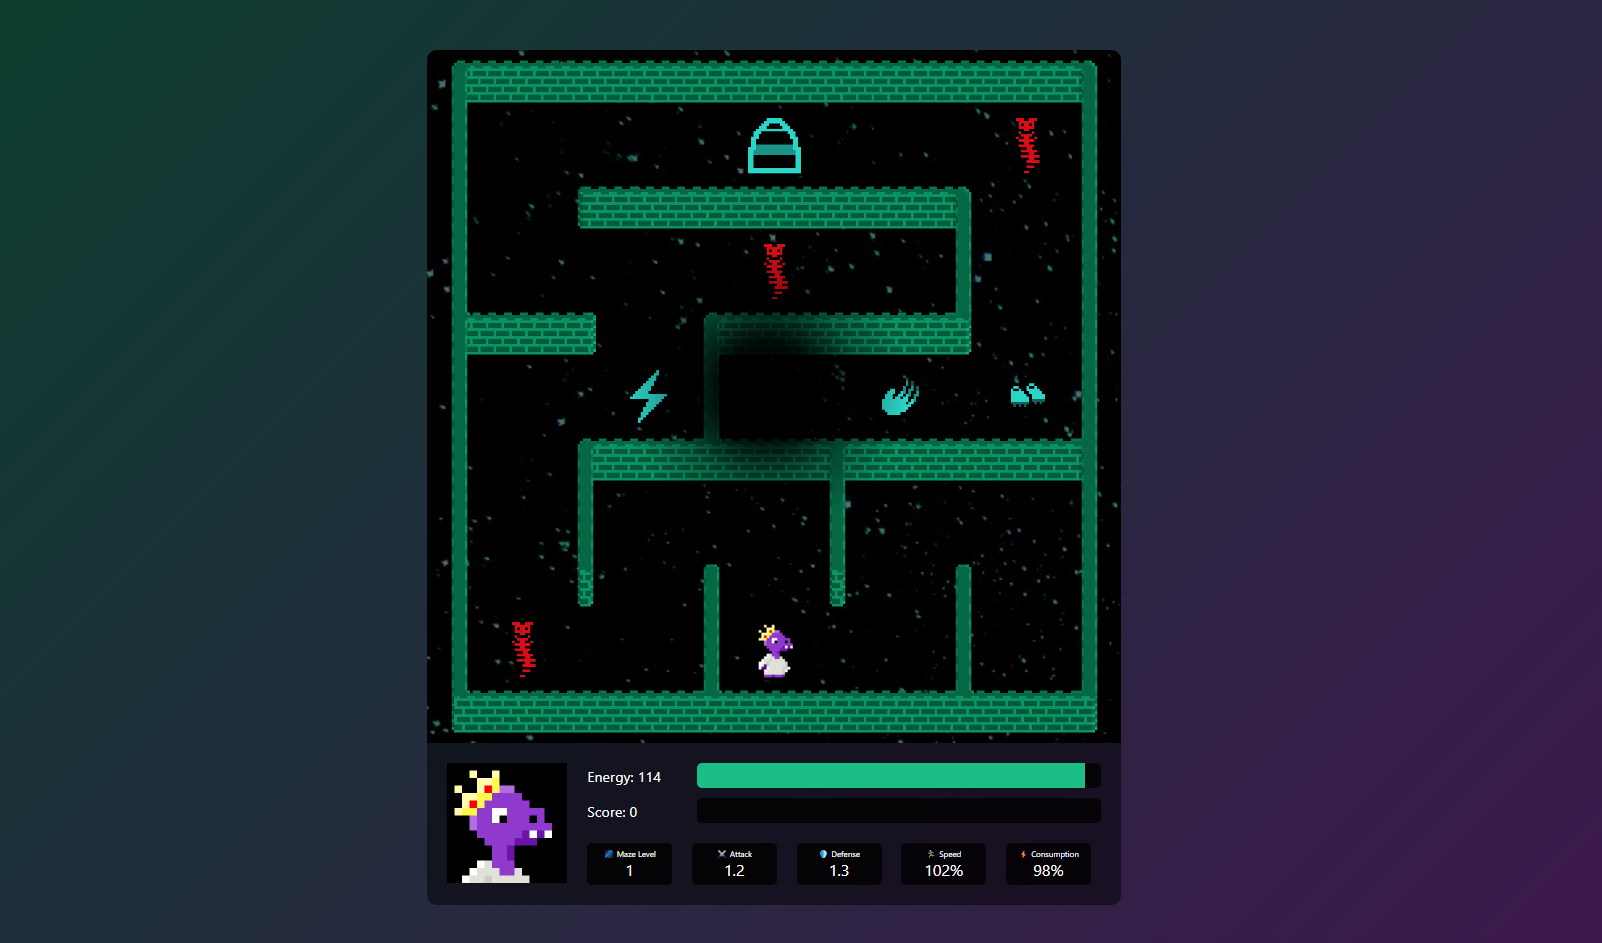 Energy: 114
Score: 0
Maze Level
1
Attack
1.2
Defense
1.3
Speed
102%
Consumption
98%